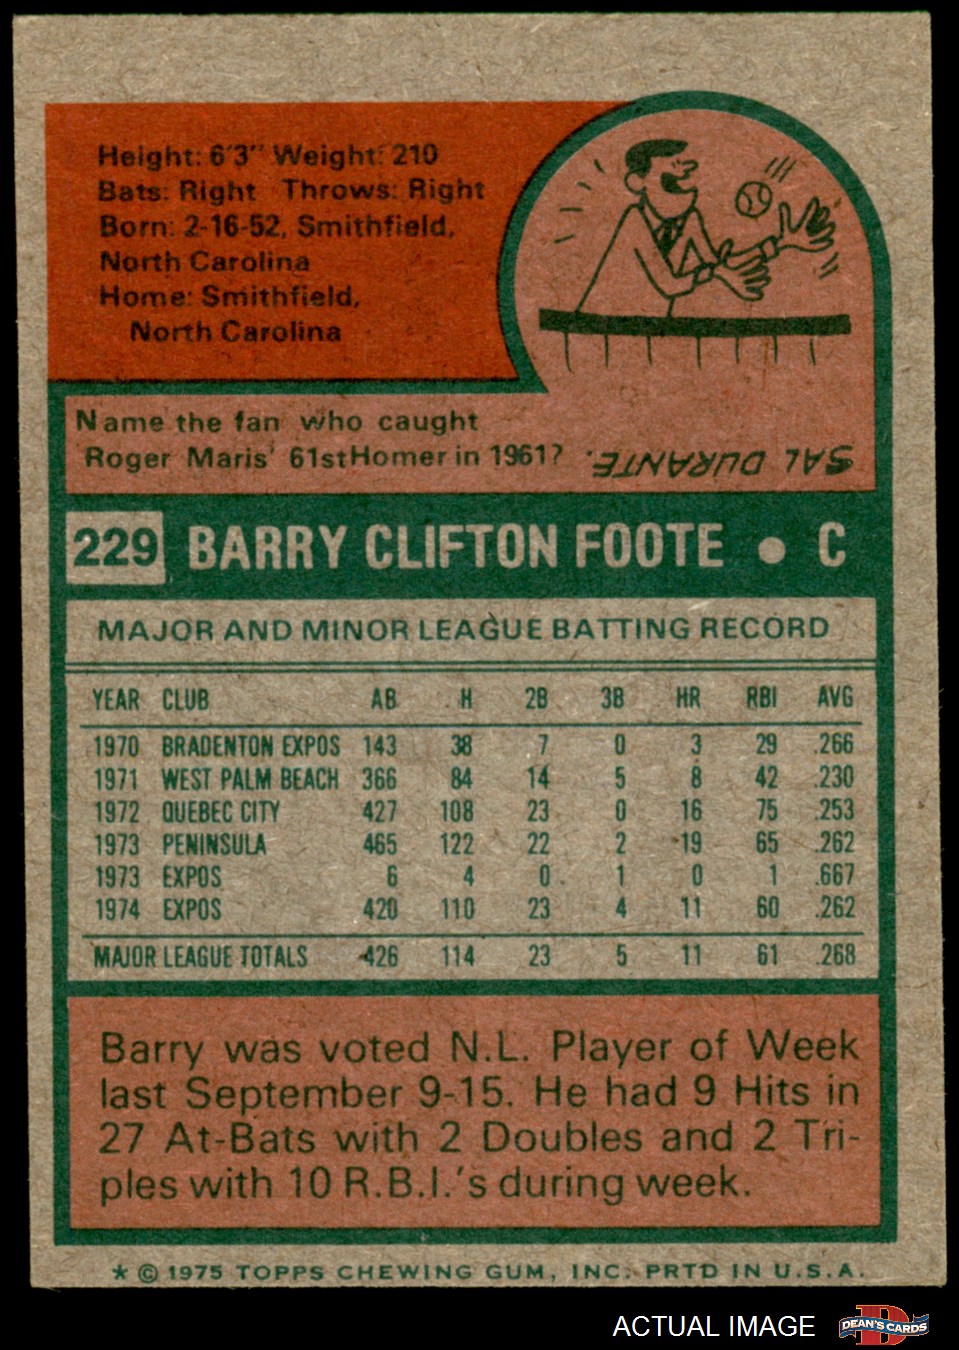 Height: 6'3" Weight: 210
Bats: Right Throws: Right
Born: 2-16-52, Smithfield,
North Carolina
Home: Smithfield,
North Carolina
Name the fan who caught
Roger Maris' 61st Homer in 1961?
SAL DURANTE.
229 BARRY CLIFTON FOOTE • C
MAJOR AND MINOR LEAGUE BATTING RECORD
YEAR CLUB AB H 2B 3B HR RBI AVG
1970 BRADENTON EXPOS 143 38 7 0 3 29 .266
1971 WEST PALM BEACH 366 84 14 5 8 42 .230
1972 QUEBEC CITY 427 108 23 0 16 75 .253
1973 PENINSULA 465 122 22 2 19 65 .262
1973 EXPOS 6 4 0 1 0 1 .667
1974 EXPOS 420 110 23 4 11 60 .262
MAJOR LEAGUE TOTALS 426 114 23 5 11 61 .268
Barry was voted N.L. Player of Week
last September 9-15. He had 9 Hits in
27 At-Bats with 2 Doubles and 2 Tri-
ples with 10 R.B.I.'s during week.
* © 1975 TOPPS CHEWING GUM, INC. PRTD IN U.S.A.
ACTUAL IMAGE
D
DEAN'S CARDS